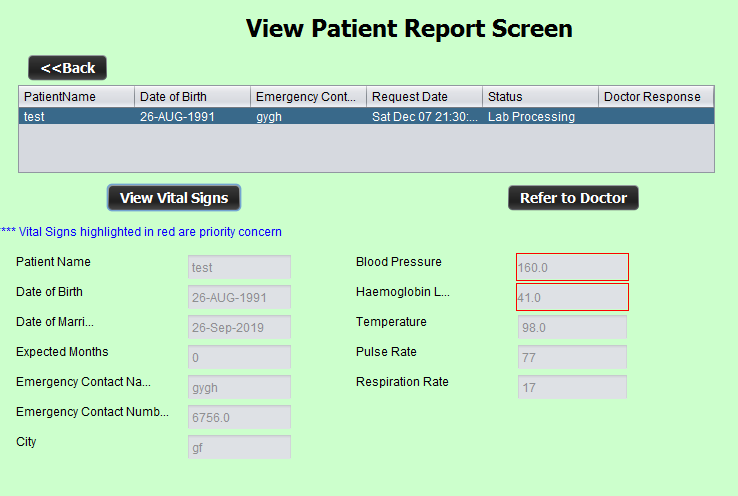 View Patient Report Screen
<<Back
PatientName Date of Birth Emergency Cont... Request Date Status Doctor Response
test 26-AUG-1991 gygh Sat Dec 07 21:30:... Lab Processing
View Vital Signs Refer to Doctor
*** Vital Signs highlighted in red are priority concern
Patient Name test Blood Pressure 160.0
Date of Birth 26-AUG-1991 Haemoglobin L... 41.0
Date of Marri... 26-Sep-2019 Temperature 98.0
Expected Months 0 Pulse Rate 77
Emergency Contact Na... gygh Respiration Rate 17
Emergency Contact Numb... 6756.0
City gf